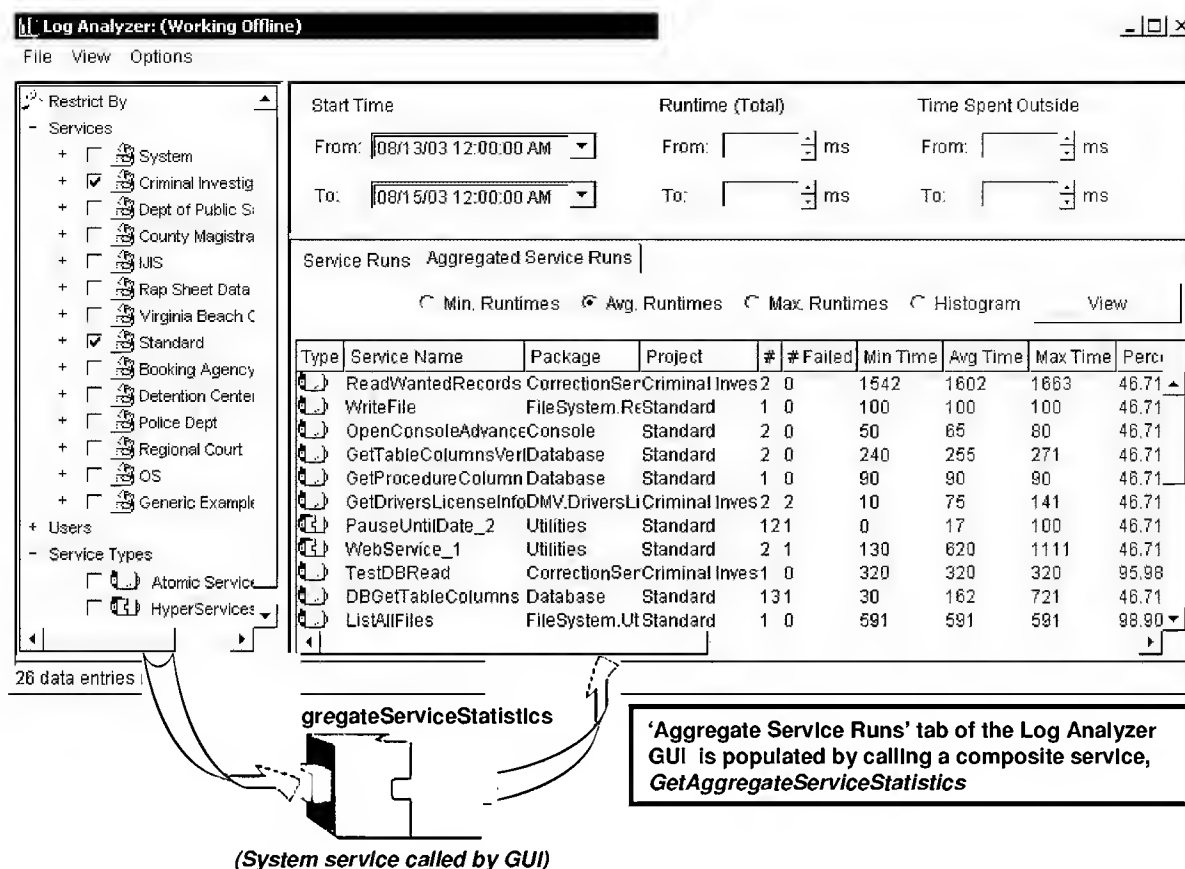 Log Analyzer: (Working Offline)
File View Options
Restrict By
- Services
+ System
+ Criminal Investig
+ Dept of Public S
+ County Magistra
+ IJIS
+ Rap Sheet Data
+ Virginia Beach C
+ Standard
+ Booking Agency
+ Detention Center
+ Police Dept
+ Regional Court
+ OS
+ Generic Example
+ Users
- Service Types
Atomic Service
HyperServices
Start Time Runtime (Total) Time Spent Outside
From: 08/13/03 12:00:00 AM From: ms From: ms
To: 08/15/03 12:00:00 AM To: ms To: ms
Service Runs Aggregated Service Runs
Min. Runtimes Avg. Runtimes Max. Runtimes Histogram View
Type Service Name Package Project # # Failed Min Time Avg Time Max Time Perc
ReadWantedRecords CorrectionSer Criminal Inves 2 0 1542 1602 1663 46.71
WriteFile FileSystem.Re Standard 1 0 100 100 100 46.71
OpenConsoleAdvance Console Standard 2 0 50 65 80 46.71
GetTableColumnsVeri Database Standard 2 0 240 255 271 46.71
GetProcedureColumn Database Standard 1 0 90 90 90 46.71
GetDriversLicenseInfo DMV.DriversLi Criminal Inves 2 2 10 75 141 46.71
PauseUntilDate_2 Utilities Standard 12 1 0 17 100 46.71
WebService_1 Utilities Standard 2 1 130 620 1111 46.71
TestDBRead CorrectionSer Criminal Inves 1 0 320 320 320 95.98
DBGetTableColumns Database Standard 13 1 30 162 721 46.71
ListAllFiles FileSystem.Ut Standard 1 0 591 591 591 98.90
26 data entries
gregateServiceStatistics
(System service called by GUI)
'Aggregate Service Runs' tab of the Log Analyzer
GUI is populated by calling a composite service,
GetAggregateServiceStatistics